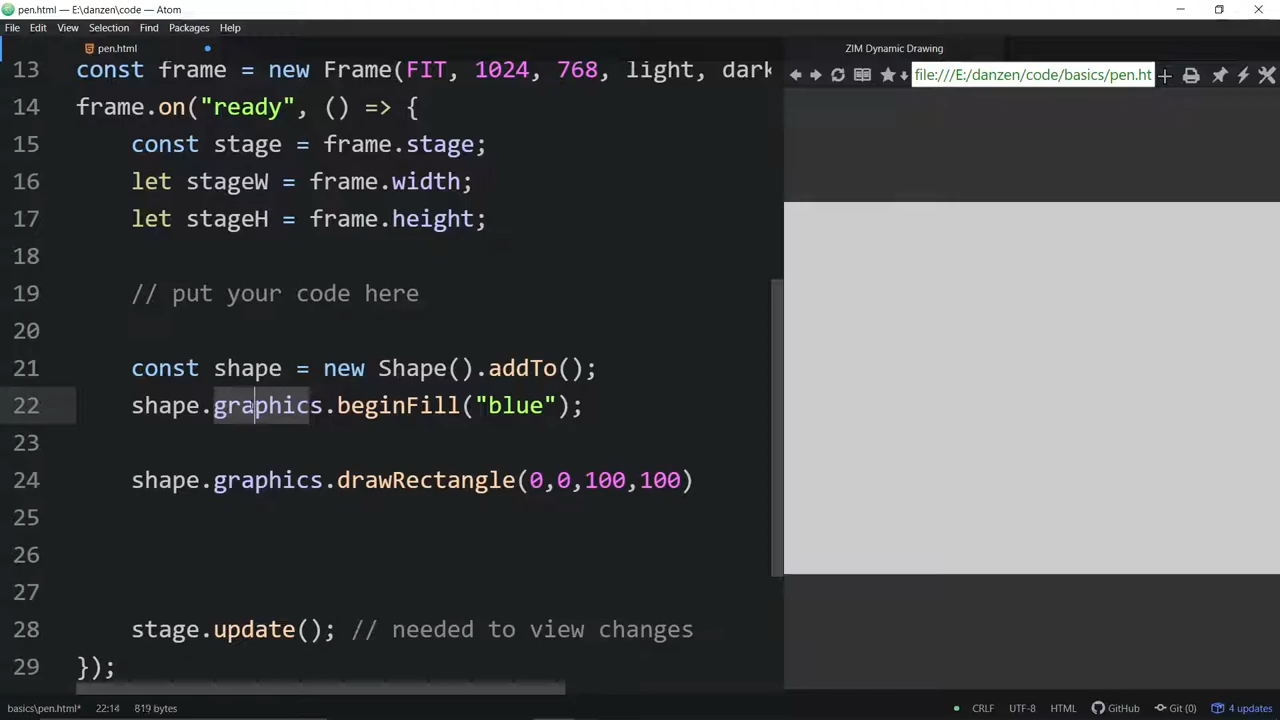 pen.html — E:\danzen\code — Atom
File Edit View Selection Find Packages Help
pen.html
ZIM Dynamic Drawing
file:///E:/danzen/code/basics/pen.ht
13 const frame = new Frame(FIT, 1024, 768, light, dark
14 frame.on("ready", () => {
15 const stage = frame.stage;
16 let stageW = frame.width;
17 let stageH = frame.height;
18
19 // put your code here
20
21 const shape = new Shape().addTo();
22 shape.graphics.beginFill("blue");
23
24 shape.graphics.drawRectangle(0,0,100,100)
25
26
27
28 stage.update(); // needed to view changes
29 });
basics\pen.html* 22:14 819 bytes CRLF UTF-8 HTML GitHub Git (0) 4 updates